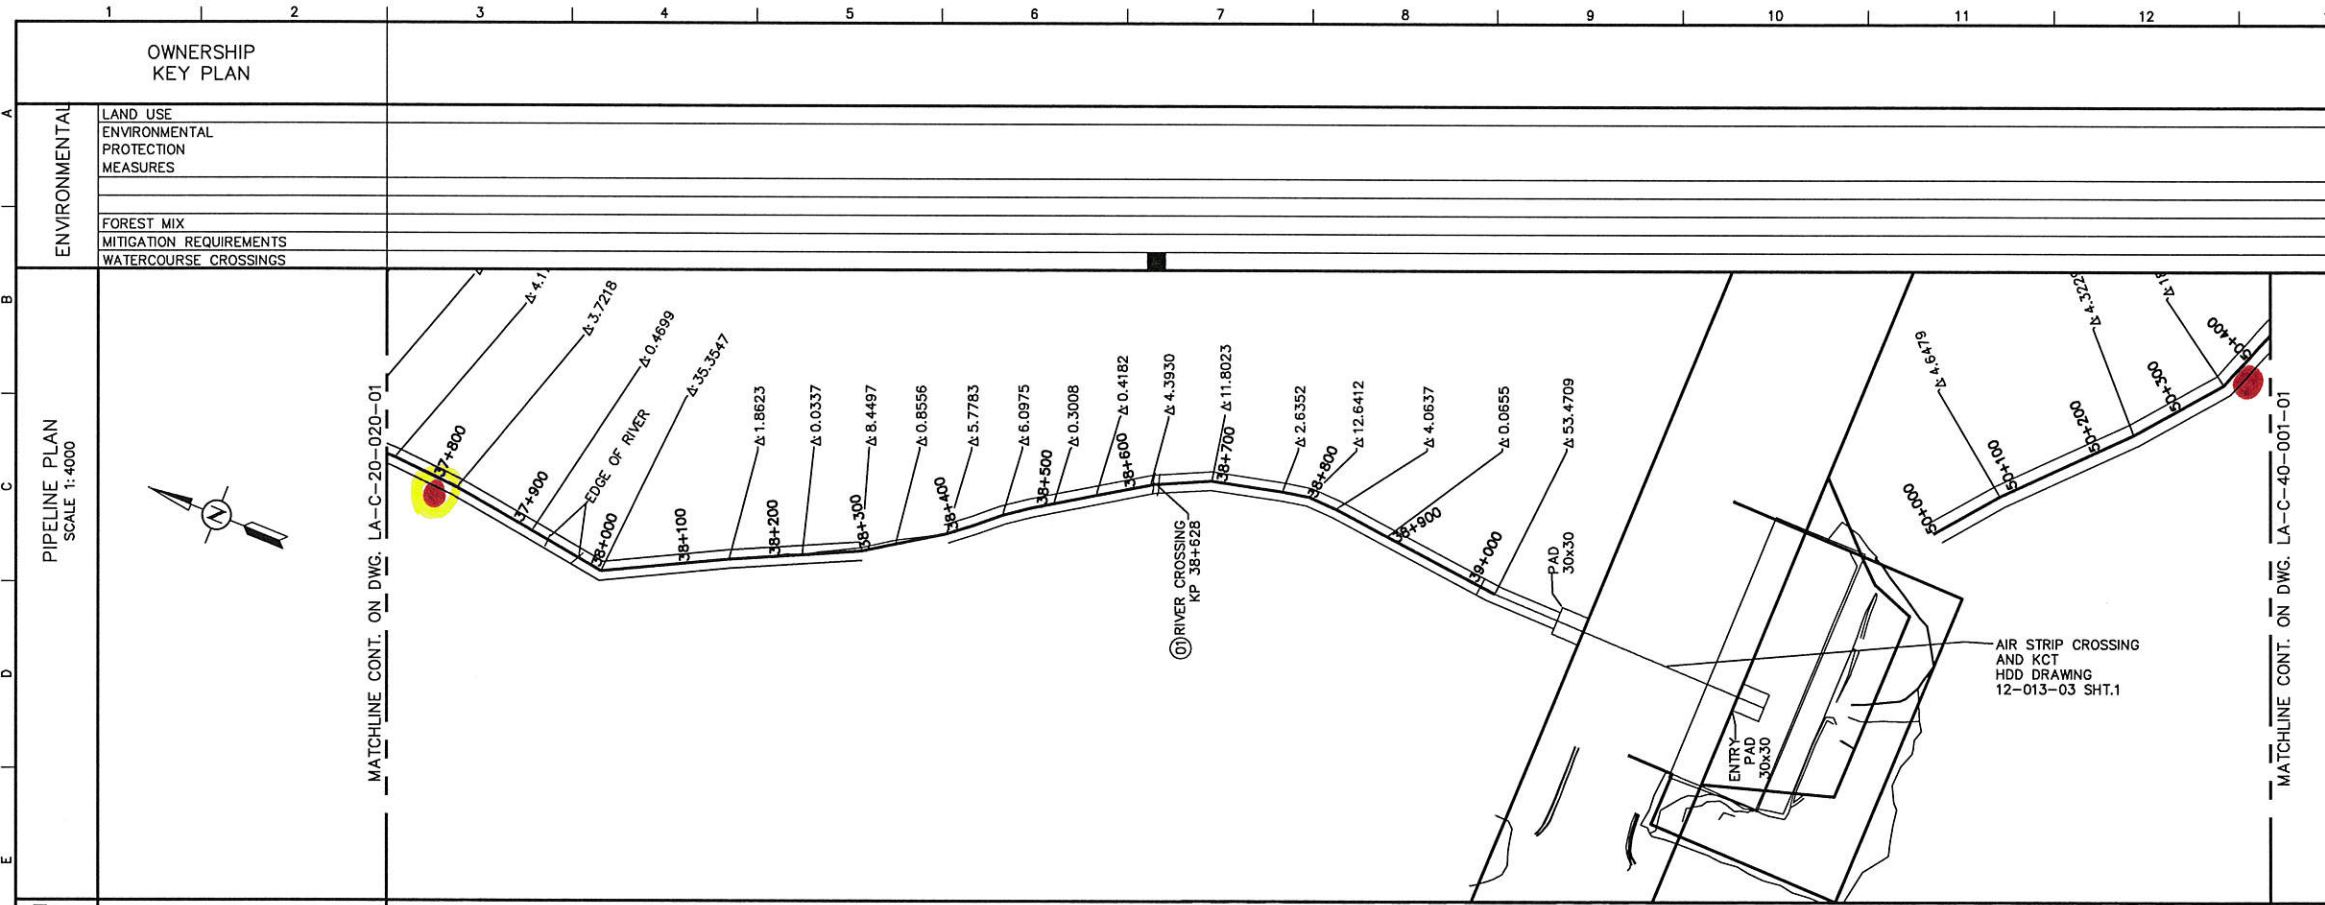 1 2 3 4 5 6 7 8 9 10 11 12
OWNERSHIP
KEY PLAN
A
ENVIRONMENTAL
LAND USE
ENVIRONMENTAL
PROTECTION
MEASURES
FOREST MIX
MITIGATION REQUIREMENTS
WATERCOURSE CROSSINGS
B
C
D
E
PIPELINE PLAN
SCALE 1:4000
N
MATCHLINE CONT. ON DWG. LA-C-20-020-01
Δ:3.7218
Δ:0.4699
Δ:35.3547
Δ:1.8623
Δ:0.0337
Δ:8.4497
Δ:0.8556
Δ:5.7783
Δ:6.0975
Δ:0.3008
Δ:0.4182
Δ:4.3930
Δ:11.8023
Δ:2.6352
Δ:12.6412
Δ:4.0637
Δ:0.0655
Δ:53.4709
Δ:4.6479
37+800
37+900
EDGE OF RIVER
38+000
38+100
38+200
38+300
38+400
38+500
38+600
38+700
38+800
38+900
39+000
01 RIVER CROSSING
KP 38+628
PAD
30x30
ENTRY
PAD
30x30
50+000
50+100
50+200
50+300
50+400
AIR STRIP CROSSING
AND KCT
HDD DRAWING
12-013-03 SHT.1
MATCHLINE CONT. ON DWG. LA-C-40-001-01